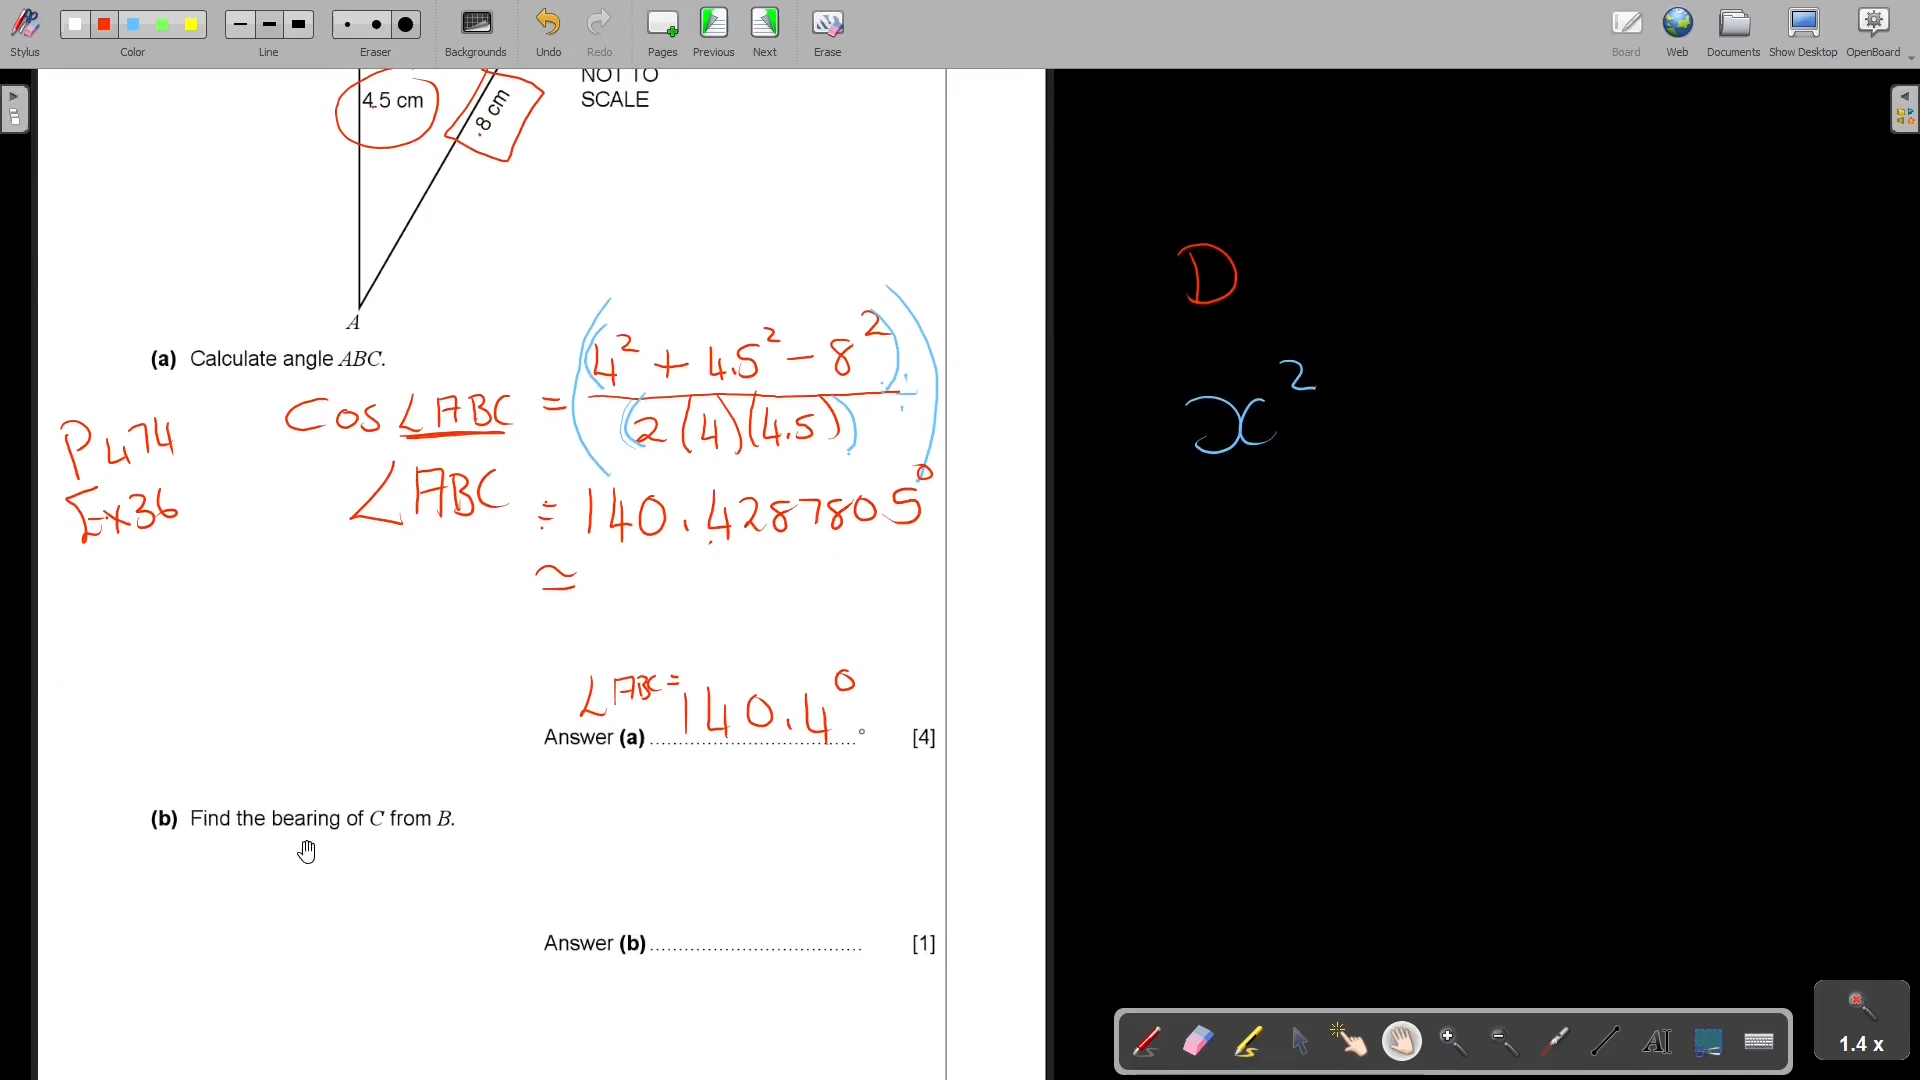 Stylus Color Line Eraser Backgrounds Undo Redo Pages Previous Next Erase Board Web Documents Show Desktop OpenBoard
NOT TO
SCALE
4.5 cm
8 cm
A
D
x²
(a) Calculate angle ABC.
Cos ∠ABC = (4² + 4.5² − 8²) ÷
(2(4)(4.5))
P474
Ex36
∠ABC = 140.4287805°
≃
∠ABC = 140.4°
Answer (a) ................................... ° [4]
(b) Find the bearing of C from B.
Answer (b) ................................... [1]
AI
1.4 x